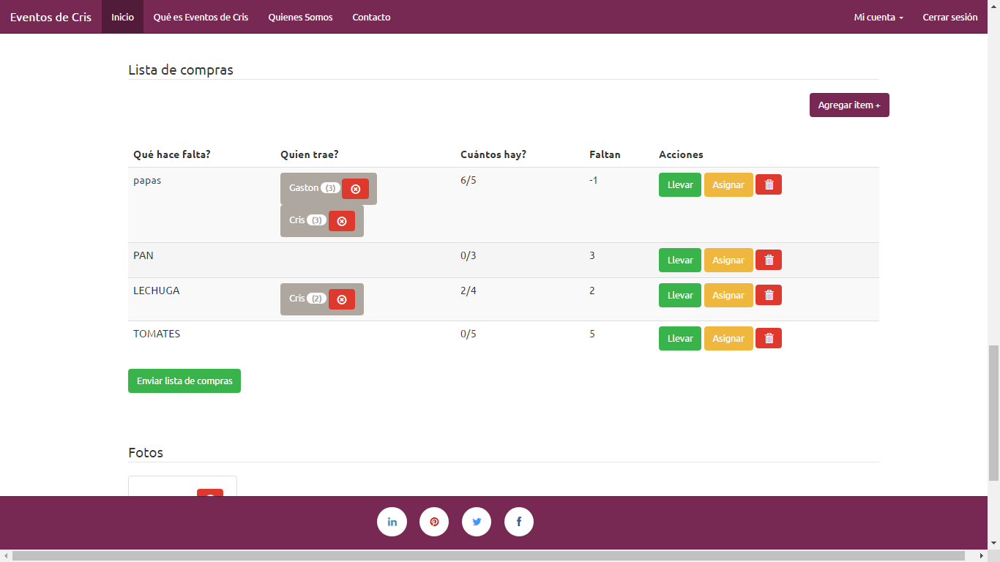 Eventos de Cris Inicio Qué es Eventos de Cris Quienes Somos Contacto Mi cuenta Cerrar sesión
Lista de compras
Agregar item +
Qué hace falta? Quien trae? Cuántos hay? Faltan Acciones
papas Gaston (3) 6/5 -1 Llevar Asignar
Cris (3)
PAN 0/3 3 Llevar Asignar
LECHUGA Cris (2) 2/4 2 Llevar Asignar
TOMATES 0/5 5 Llevar Asignar
Enviar lista de compras
Fotos